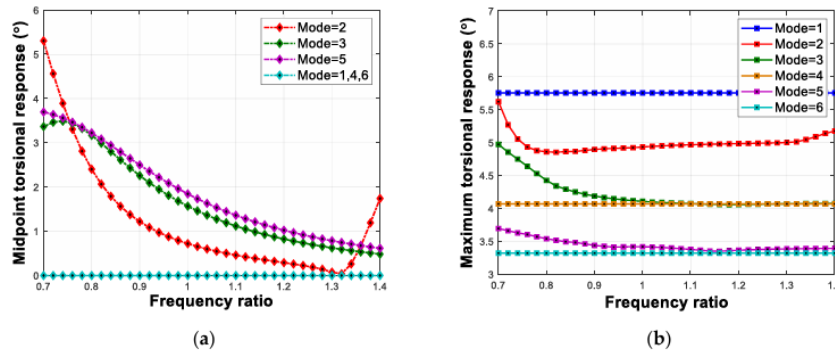 6
5
4
3
2
1
0
0.7 0.8 0.9 1 1.1 1.2 1.3 1.4
Midpoint torsional response (°)
Frequency ratio
Mode=2
Mode=3
Mode=5
Mode=1,4,6
(a)
7
6.5
6
5.5
5
4.5
4
3.5
3
0.7 0.8 0.9 1 1.1 1.2 1.3 1.
Maximum torsional response (°)
Frequency ratio
Mode=1
Mode=2
Mode=3
Mode=4
Mode=5
Mode=6
(b)